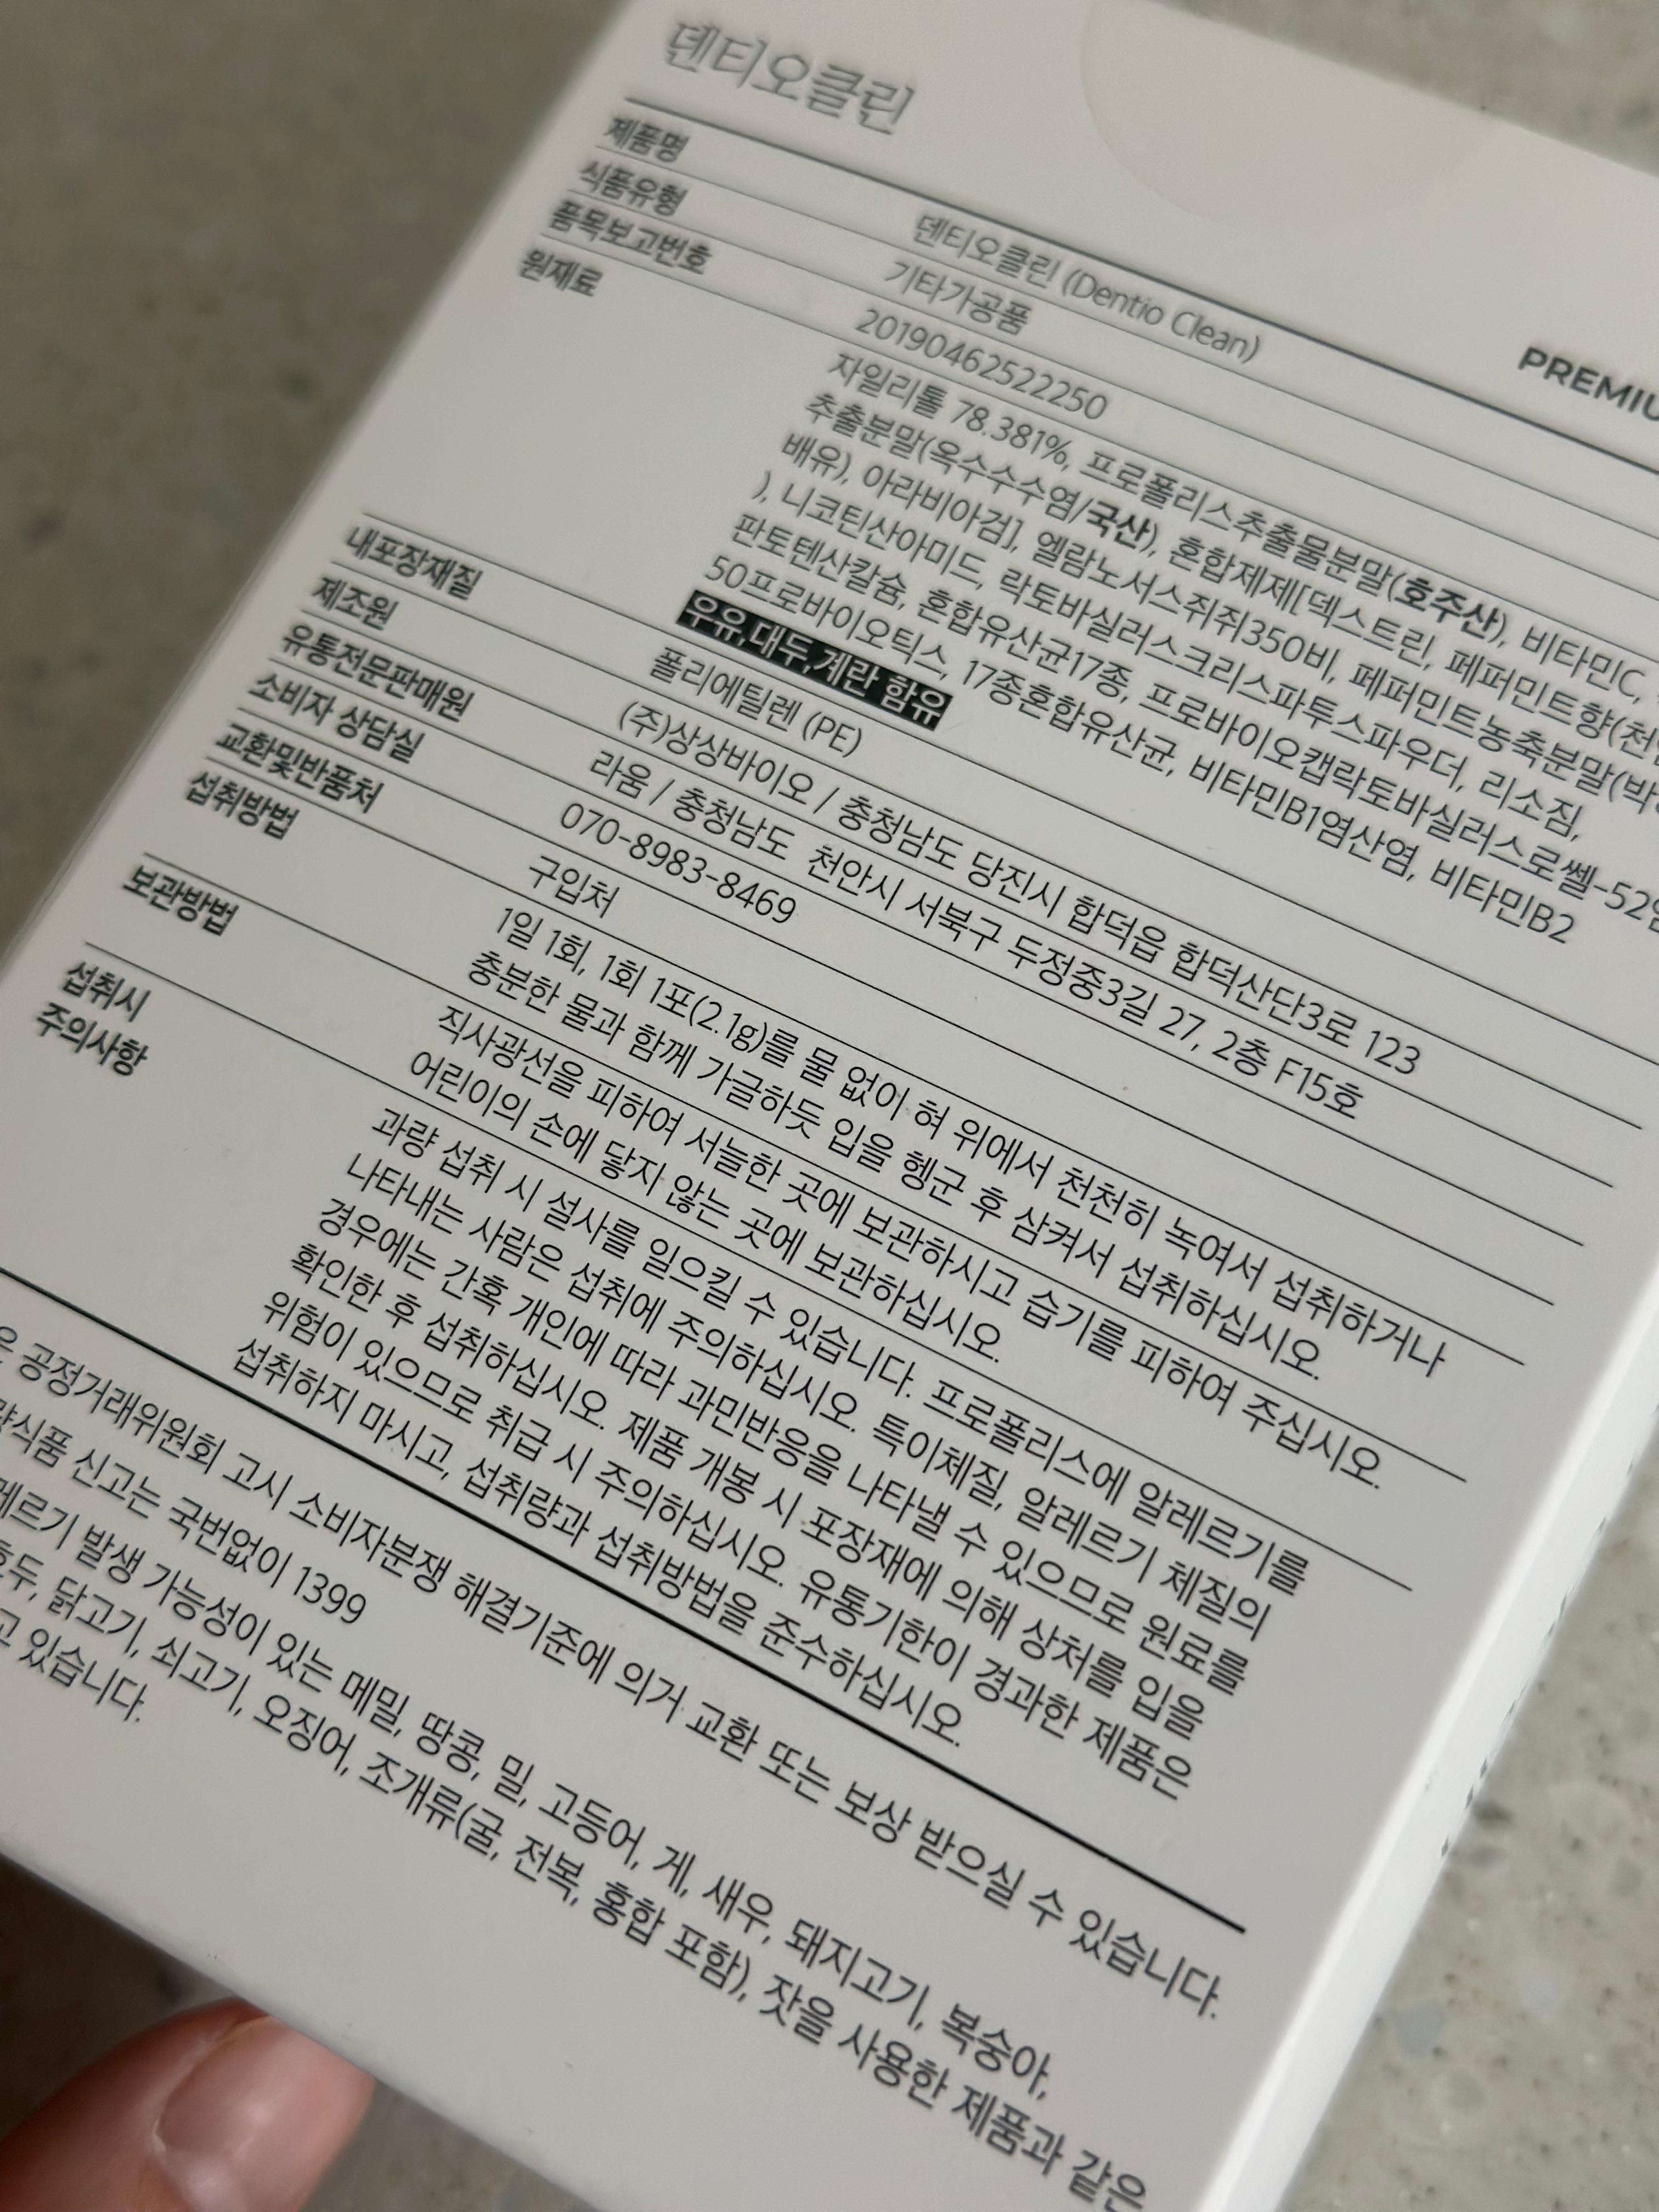 덴티오클린
PREMIU
제품명 덴티오클린 (Dentio Clean)
식품유형 기타가공품
품목보고번호 2019046252250
원재료 자일리톨 78.381%, 프로폴리스추출물분말(호주산), 비타민C,
추출분말(옥수수수염/국산), 혼합제제[덱스트린, 페퍼민트향(천연
배유), 아라비아검], 엘람노서스쥐쥐350비, 페퍼민트농축분말(박하
), 니코틴산아미드, 락토바실러스크리스파투스파우더, 리소짐,
판토텐산칼슘, 혼합유산균17종, 프로바이오캡락토바실러스로쎌-52
50프로바이오틱스, 17종혼합유산균, 비타민B1염산염, 비타민B2
우유,대두,계란 함유
내포장재질 폴리에틸렌 (PE)
제조원 (주)상상바이오 / 충청남도 당진시 합덕읍 합덕산단3로 123
유통전문판매원 라움 / 충청남도 천안시 서북구 두정중3길 27, 2층 F15호
소비자 상담실 070-8983-8469
교환및반품처 구입처
섭취방법 1일 1회, 1회 1포(2.1g)를 물 없이 혀 위에서 천천히 녹여서 섭취하거나
충분한 물과 함께 가글하듯 입을 헹군 후 삼켜서 섭취하십시오.
보관방법 직사광선을 피하여 서늘한 곳에 보관하시고 습기를 피하여 주십시오.
어린이의 손에 닿지 않는 곳에 보관하십시오.
섭취시 과량 섭취 시 설사를 일으킬 수 있습니다. 프로폴리스에 알레르기를
주의사항 나타내는 사람은 섭취에 주의하십시오. 특이체질, 알레르기 체질의
경우에는 간혹 개인에 따라 과민반응을 나타낼 수 있으므로 원료를
확인한 후 섭취하십시오. 제품 개봉 시 포장재에 의해 상처를 입을
위험이 있으므로 취급 시 주의하십시오. 유통기한이 경과한 제품은
섭취하지 마시고, 섭취량과 섭취방법을 준수하십시오.
은 공정거래위원회 고시 소비자분쟁 해결기준에 의거 교환 또는 보상 받으실 수 있습니다.
량식품 신고는 국번없이 1399
레르기 발생 가능성이 있는 메밀, 땅콩, 밀, 고등어, 게, 새우, 돼지고기, 복숭아,
호두, 닭고기, 쇠고기, 오징어, 조개류(굴, 전복, 홍합 포함), 잣을 사용한 제품과 같은
고 있습니다.